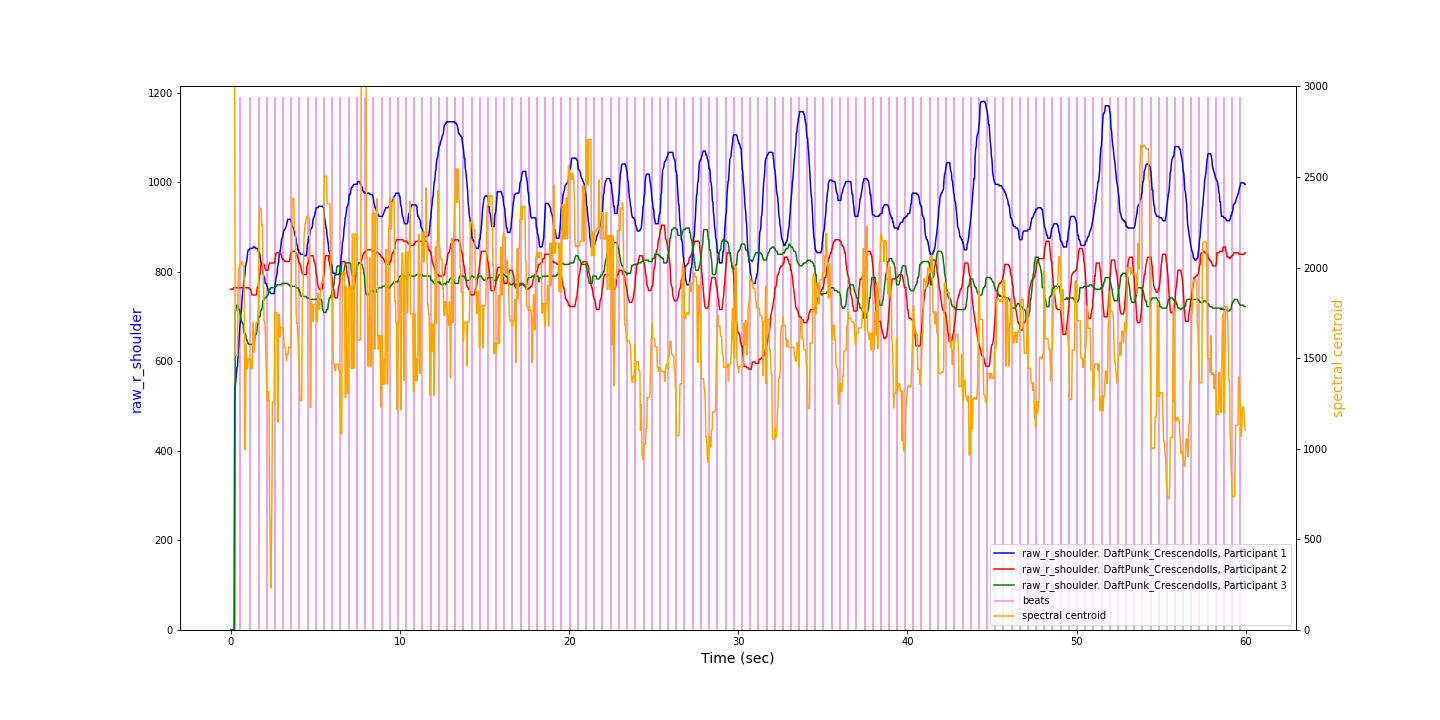 1200
1000
800
600
400
200
0
raw_r_shoulder
3000
2500
2000
1500
1000
500
0
spectral centroid
raw_r_shoulder. DaftPunk_Crescendolls, Participant 1
raw_r_shoulder. DaftPunk_Crescendolls, Participant 2
raw_r_shoulder. DaftPunk_Crescendolls, Participant 3
beats
spectral centroid
0 10 20 30 40 50 60
Time (sec)